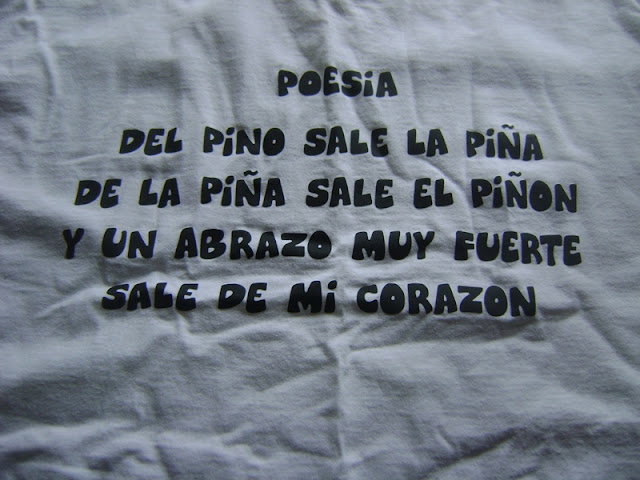 POESiA
DEL PiNO SALE LA PiÑA
DE LA PiÑA SALE EL PiÑON
Y UN ABRAZO MUY FUERTE
SALE DE Mi CORAZON